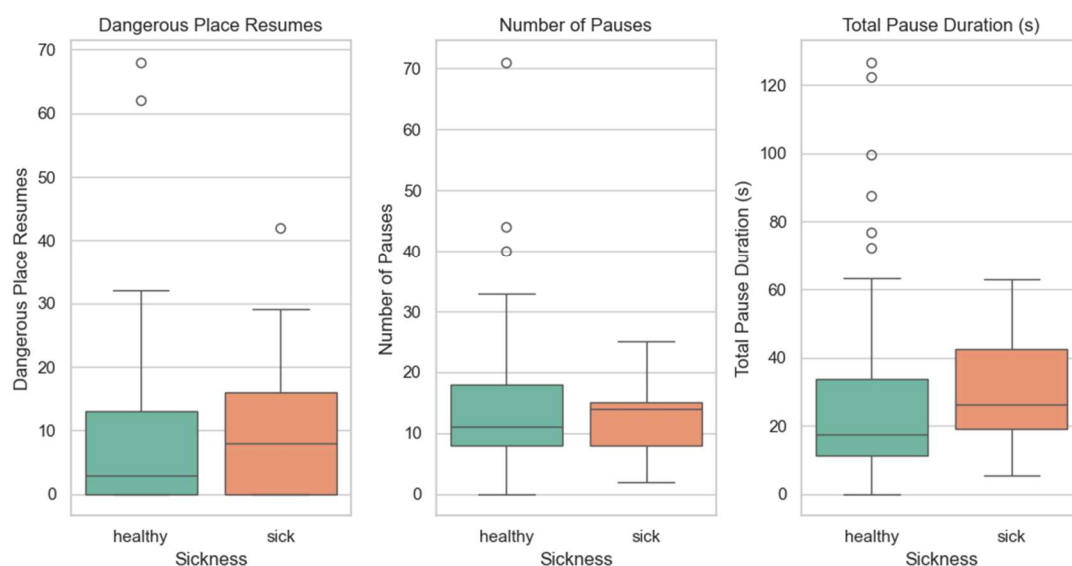 Dangerous Place Resumes
Number of Pauses
Total Pause Duration (s)
Dangerous Place Resumes
70
60
50
40
30
20
10
0
healthy
sick
Sickness
Number of Pauses
70
60
50
40
30
20
10
0
healthy
sick
Sickness
Total Pause Duration (s)
120
100
80
60
40
20
0
healthy
sick
Sickness